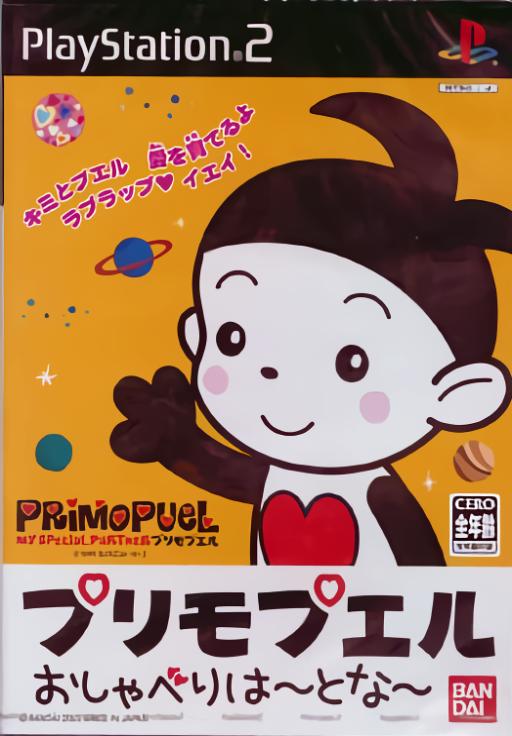 PlayStation.2
キミとプエル 愛を育てるよ
ラブラップ♥ イエイ!
PRIMOPUEL
MY SPECIAL PARTNER プリモプエル
CERO
全年齢
プリモプエル
おしゃべりは〜とな〜
BAN
DAI